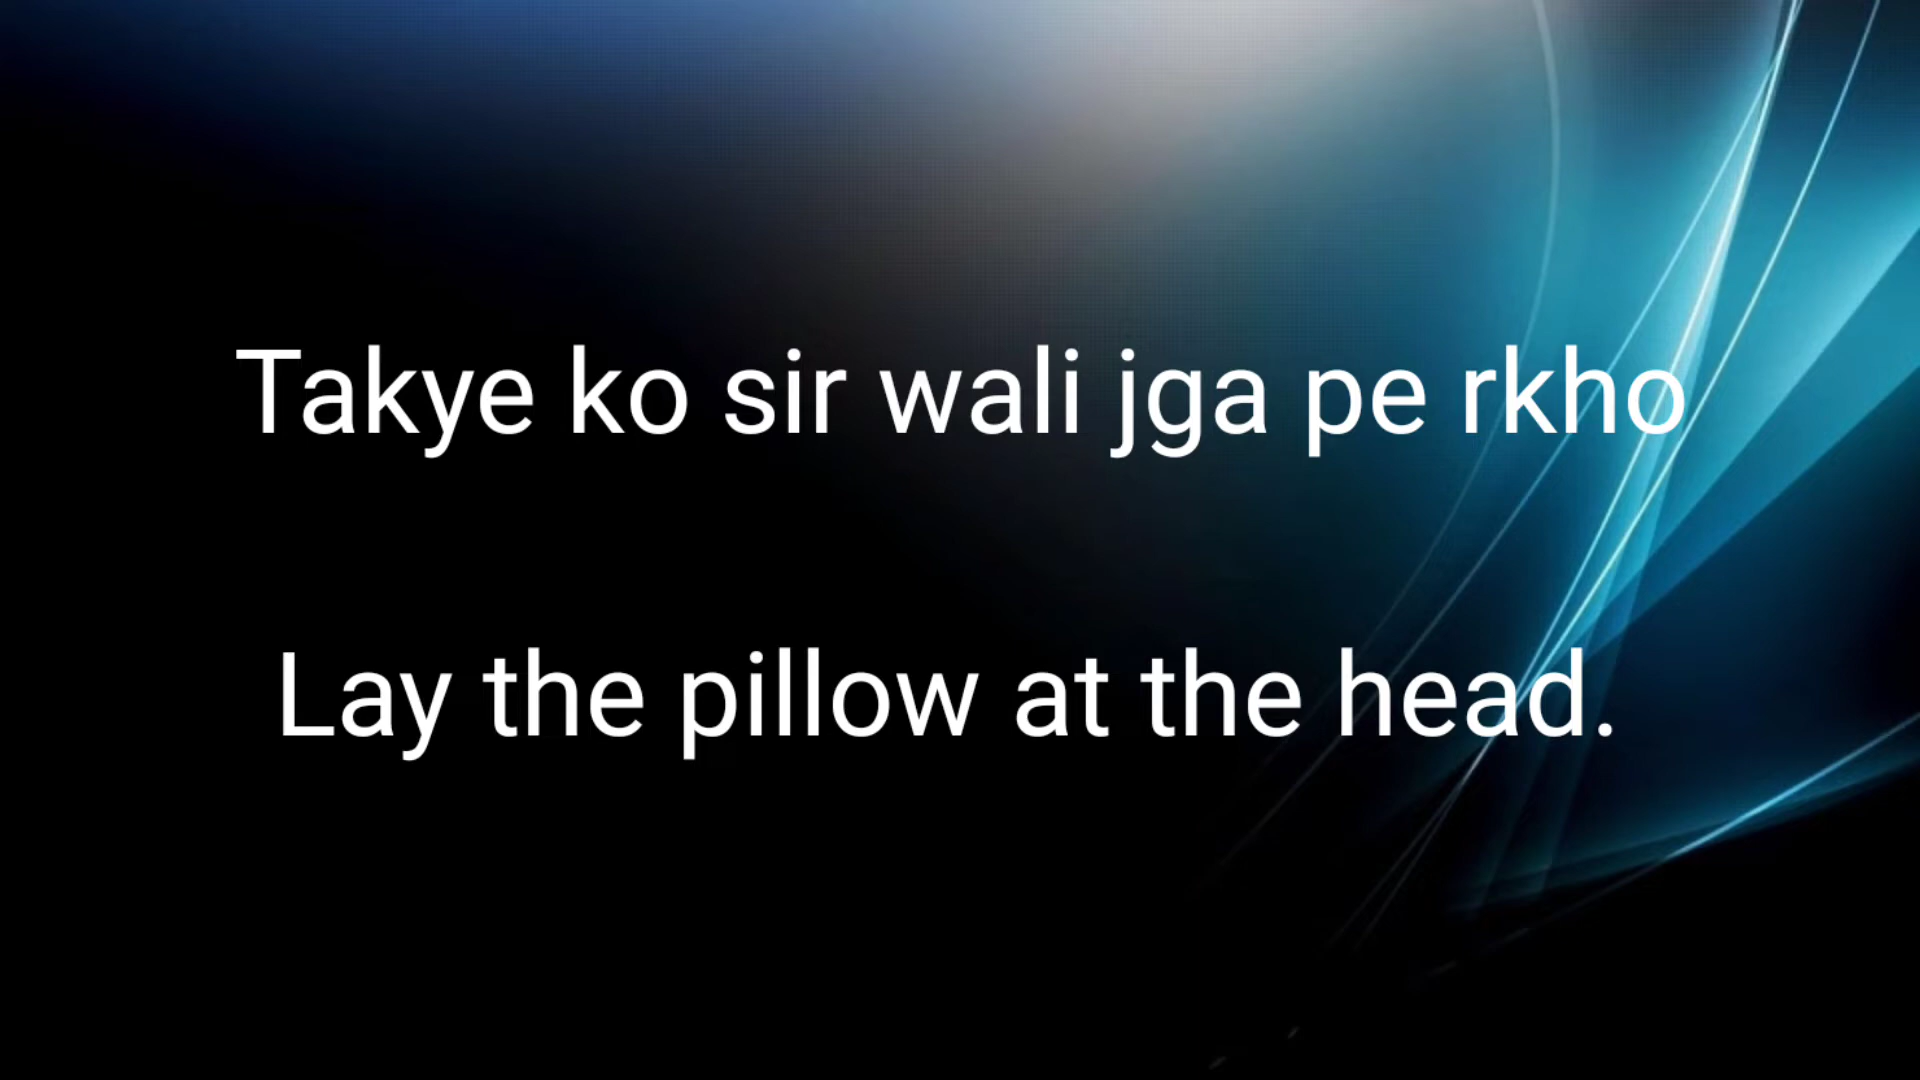 Takye ko sir wali jga pe rkho
Lay the pillow at the head.